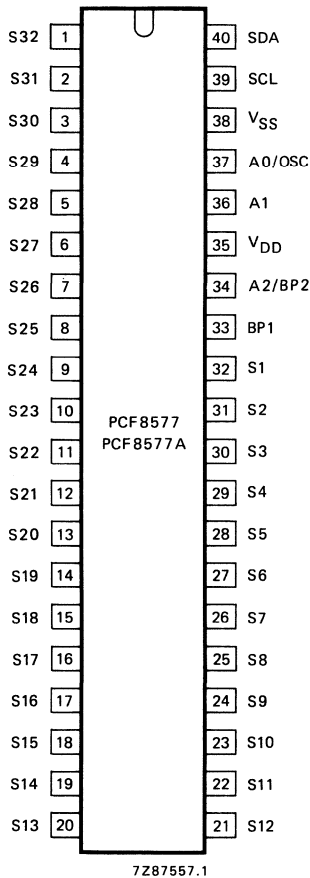 S32 1 40 SDA
S31 2 39 SCL
S30 3 38 VSS
S29 4 37 A0/OSC
S28 5 36 A1
S27 6 35 VDD
S26 7 34 A2/BP2
S25 8 33 BP1
S24 9 32 S1
S23 10 31 S2
PCF8577
PCF8577A
S22 11 30 S3
S21 12 29 S4
S20 13 28 S5
S19 14 27 S6
S18 15 26 S7
S17 16 25 S8
S16 17 24 S9
S15 18 23 S10
S14 19 22 S11
S13 20 21 S12
7Z87557.1